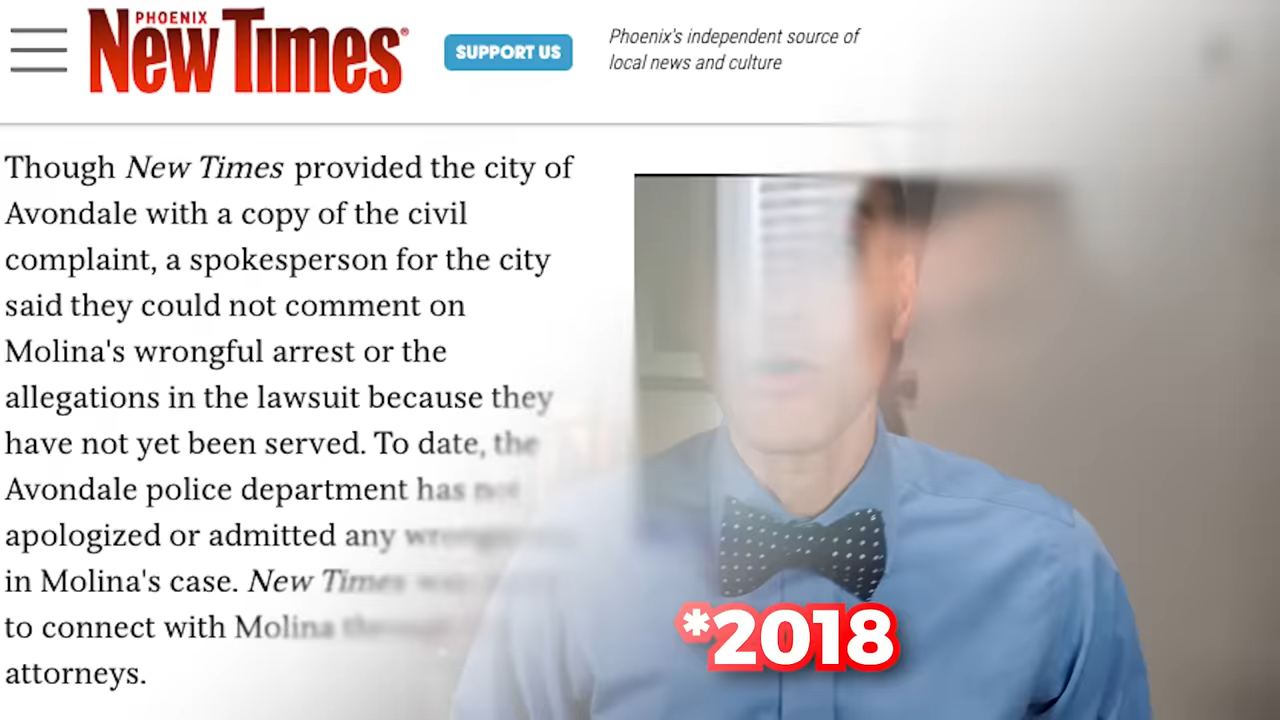 PHOENIX
New Times®
SUPPORT US
Phoenix's independent source of
local news and culture
Though New Times provided the city of
Avondale with a copy of the civil
complaint, a spokesperson for the city
said they could not comment on
Molina's wrongful arrest or the
allegations in the lawsuit because they
have not yet been served. To date, the
Avondale police department has not
apologized or admitted any
in Molina's case. New Times
to connect with Molina
attorneys.
*2018